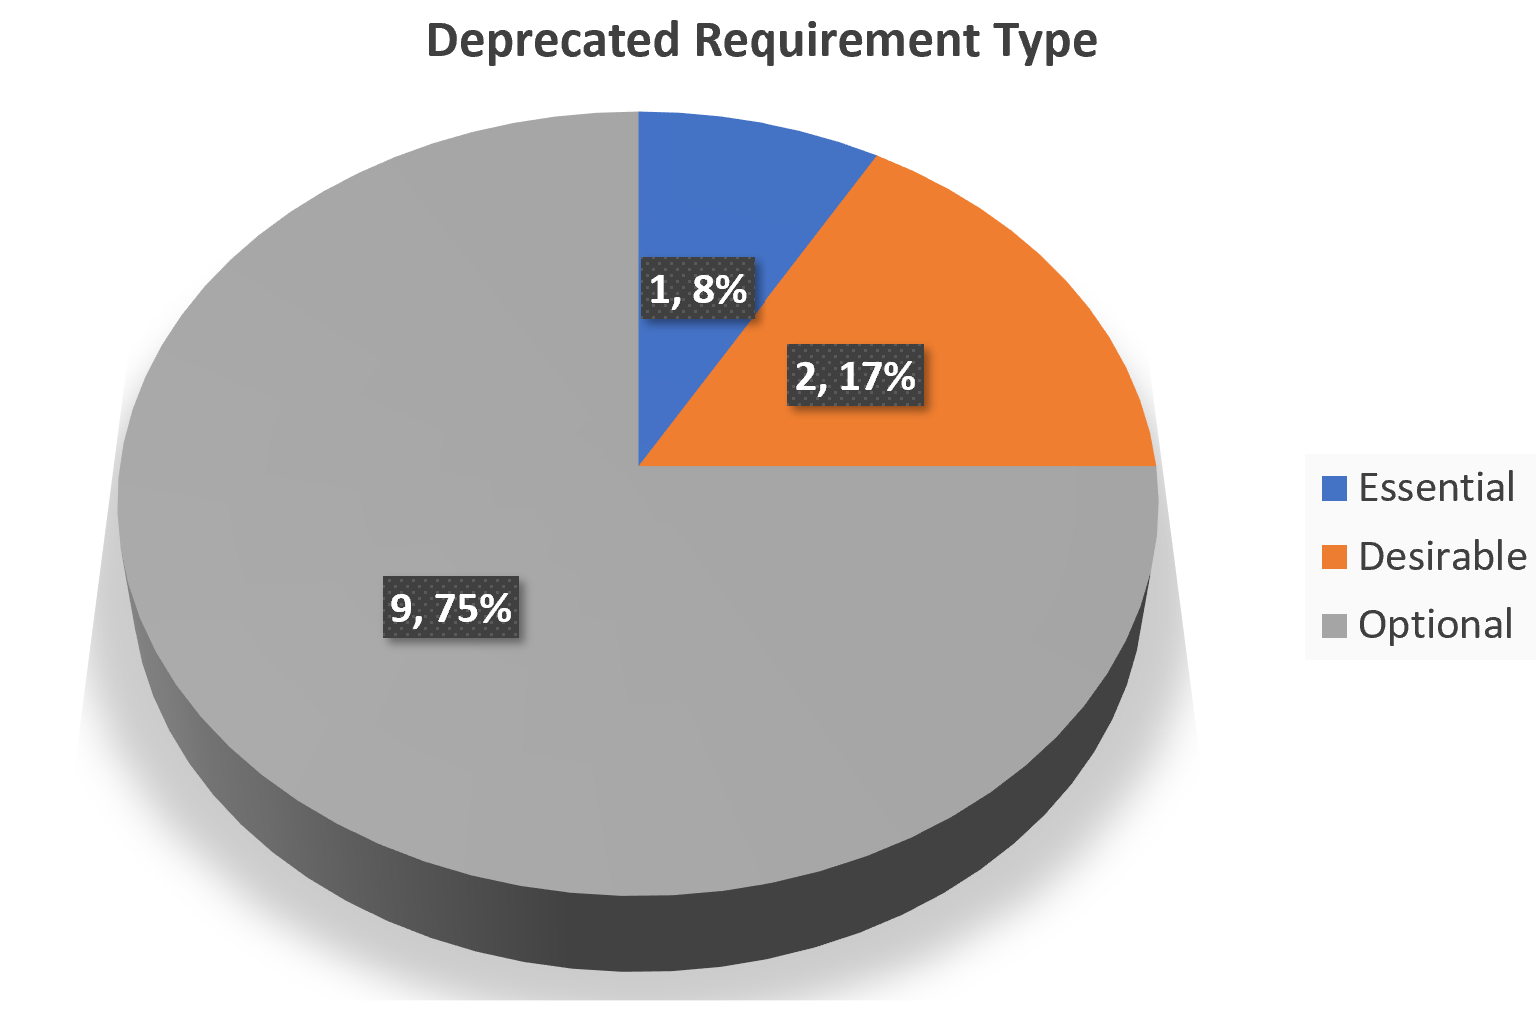 Deprecated Requirement Type
1, 8%
2, 17%
9, 75%
Essential
Desirable
Optional